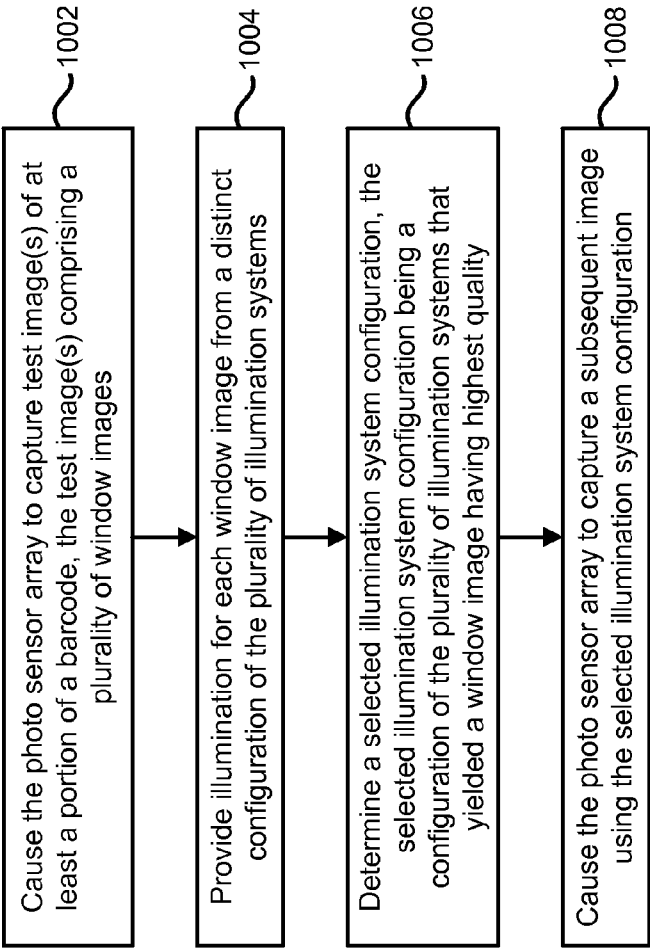 Cause the photo sensor array to capture test image(s) of at
least a portion of a barcode, the test image(s) comprising a
plurality of window images
1002
Provide illumination for each window image from a distinct
configuration of the plurality of illumination systems
1004
Determine a selected illumination system configuration, the
selected illumination system configuration being a
configuration of the plurality of illumination systems that
yielded a window image having highest quality
1006
Cause the photo sensor array to capture a subsequent image
using the selected illumination system configuration
1008